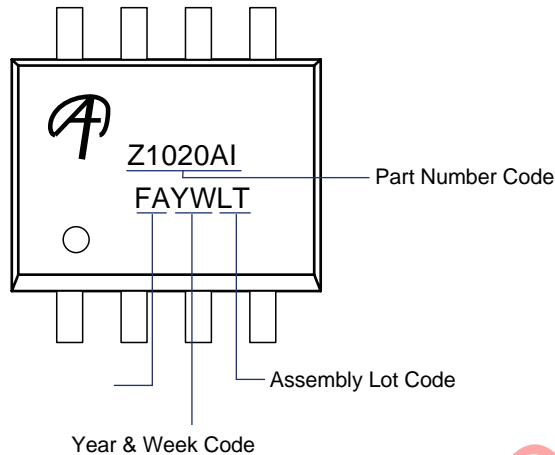 Z1020AI
Part Number Code
FAYWLT
Assembly Lot Code
Year & Week Code